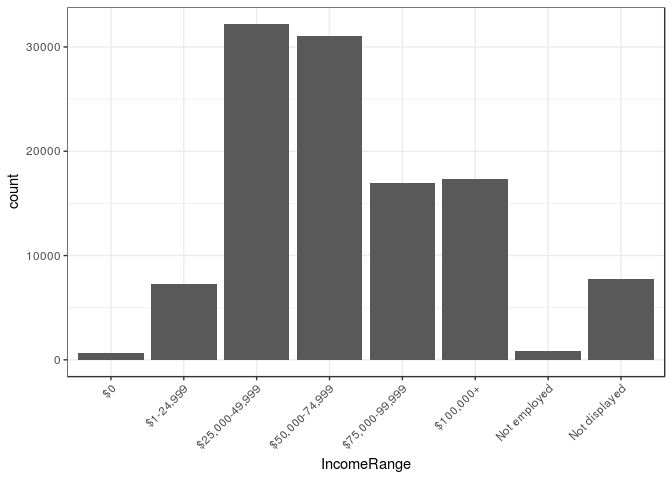 30000
20000
10000
0
count
$0
$1-24,999
$25,000-49,999
$50,000-74,999
$75,000-99,999
$100,000+
Not employed
Not displayed
IncomeRange